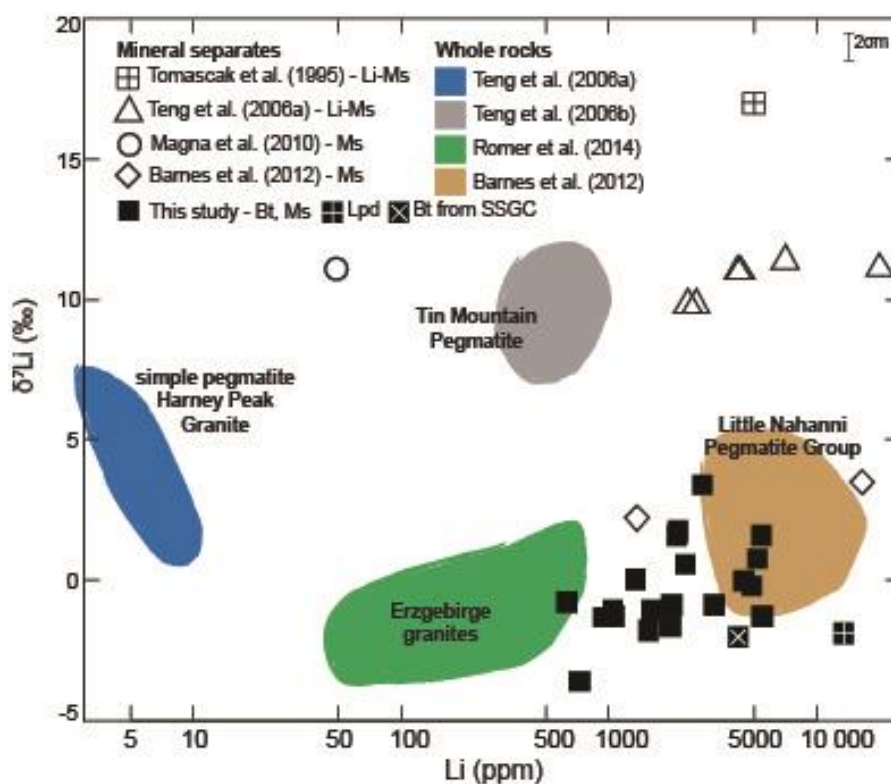 20
15
10
5
0
-5
δ⁷Li (‰)
Mineral separates
Tomascak et al. (1995) - Li-Ms
Teng et al. (2006a) - Li-Ms
Magna et al. (2010) - Ms
Barnes et al. (2012) - Ms
This study - Bt, Ms Lpd Bt from SSGC
Whole rocks
Teng et al. (2006a)
Teng et al. (2006b)
Romer et al. (2014)
Barnes et al. (2012)
2σm
Tin Mountain
Pegmatite
simple pegmatite
Harney Peak
Granite
Little Nahanni
Pegmatite Group
Erzgebirge
granites
5 10 50 100 500 1000 5000 10 000
Li (ppm)